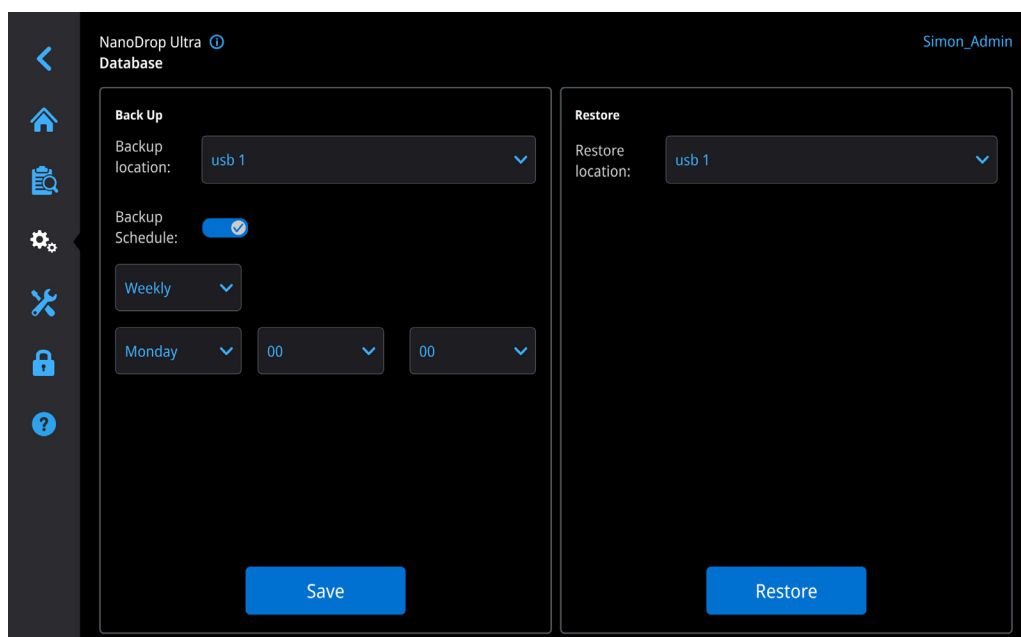 NanoDrop Ultra
Simon_Admin
Database
Back Up
Backup
location:
usb 1
Backup
Schedule:
Weekly
Monday
00
00
Save
Restore
Restore
location:
usb 1
Restore